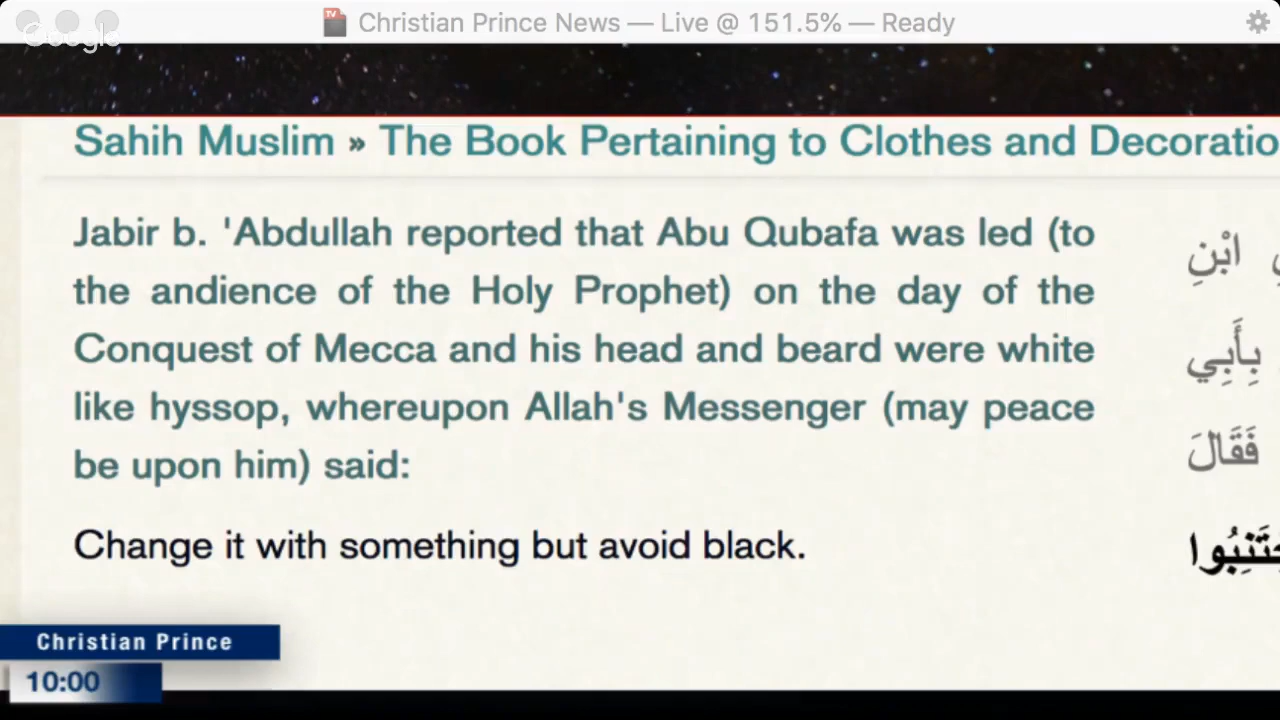 Christian Prince News — Live @ 151.5% — Ready
Google
Sahih Muslim » The Book Pertaining to Clothes and Decoratio
Jabir b. 'Abdullah reported that Abu Qubafa was led (to
the andience of the Holy Prophet) on the day of the
Conquest of Mecca and his head and beard were white
like hyssop, whereupon Allah's Messenger (may peace
be upon him) said:
Change it with something but avoid black.
ابْنِ
بِأَبِي
فَقَالَ
Christian Prince
10:00